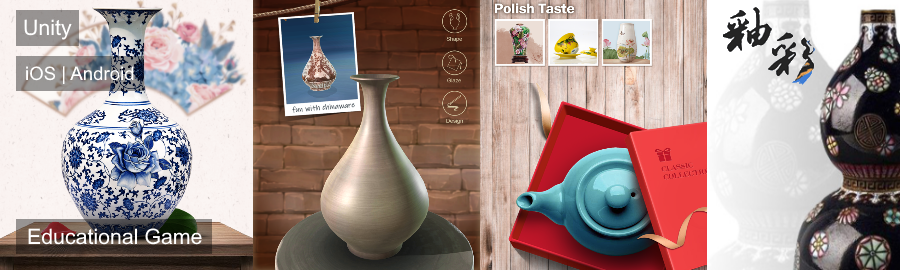 Unity
iOS | Android
Educational Game
fun with chinaware
Shape
Glaze
Design
Polish Taste
CLASSIC
COLLECTION
釉彩